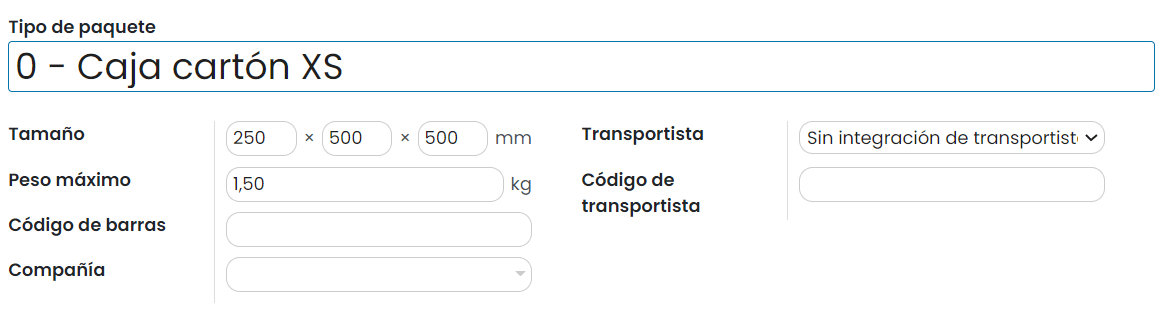 Tipo de paquete
0 - Caja cartón XS
Tamaño 250 × 500 × 500 mm
Peso máximo 1,50 kg
Código de barras
Compañía
Transportista Sin integración de transportist
Código de
transportista